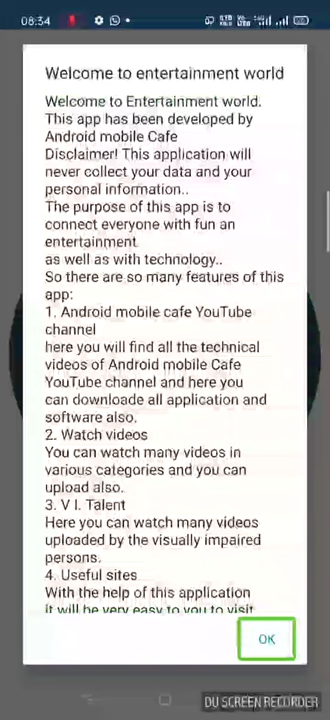 08:34
Welcome to entertainment world
Welcome to Entertainment world.
This app has been developed by
Android mobile Cafe
Disclaimer! This application will
never collect your data and your
personal information..
The purpose of this app is to
connect everyone with fun an
entertainment
as well as with technology..
So there are so many features of this
app:
1. Android mobile cafe YouTube
channel
here you will find all the technical
videos of Android mobile Cafe
YouTube channel and here you
can downloade all application and
software also.
2. Watch videos
You can watch many videos in
various categories and you can
upload also.
3. V I. Talent
Here you can watch many videos
uploaded by the visually impaired
persons.
4. Useful sites
With the help of this application
It will be very easy to you to visit
OK
DU SCREEN RECORDER